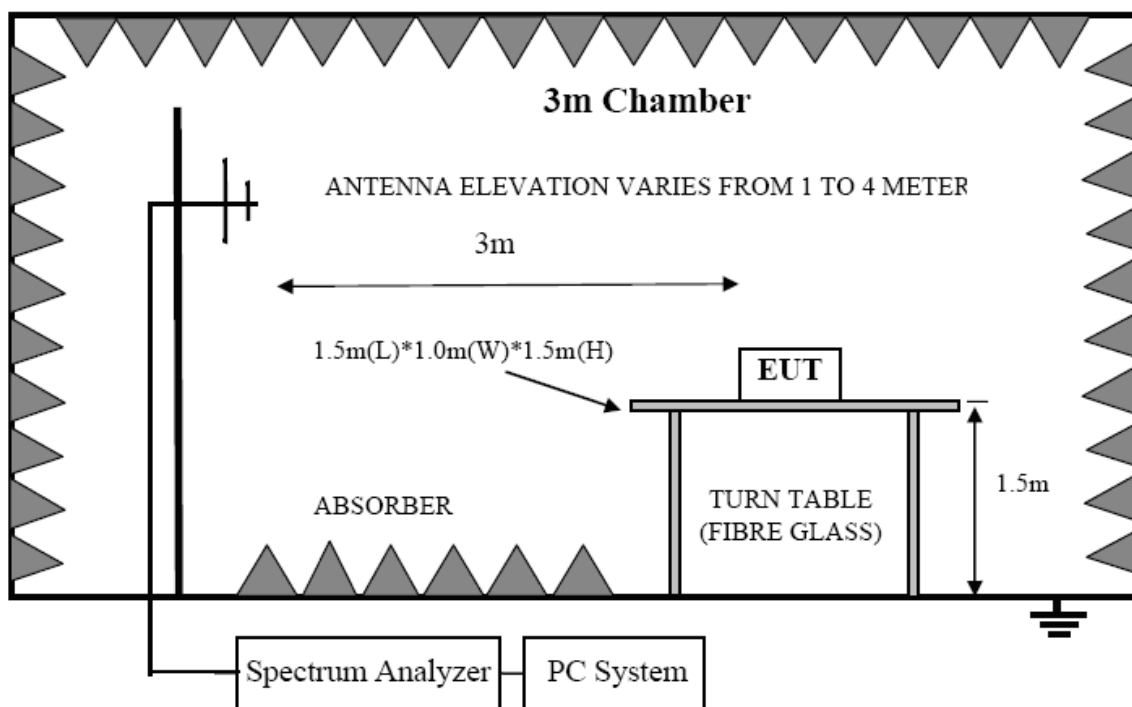 3m Chamber
ANTENNA ELEVATION VARIES FROM 1 TO 4 METER
3m
1.5m(L)*1.0m(W)*1.5m(H)
EUT
1.5m
ABSORBER
TURN TABLE
(FIBRE GLASS)
Spectrum Analyzer
PC System